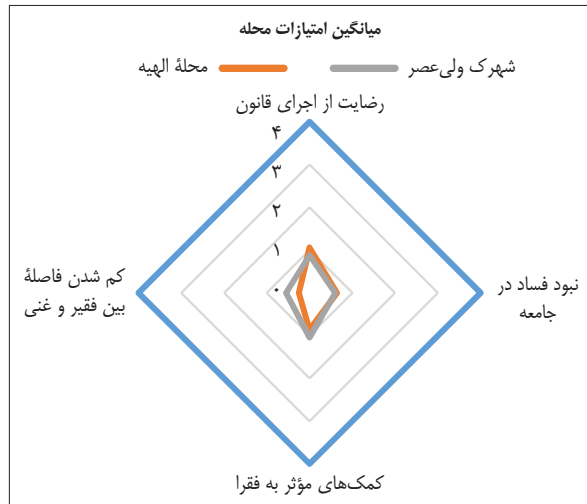 میانگین امتیازات محله
شهرک ولی‌عصر
محلهٔ الهیه
رضایت از اجرای قانون
۴
۳
۲
۱
۰
نبود فساد در
جامعه
کم شدن فاصلهٔ
بین فقیر و غنی
کمک‌های مؤثر به فقرا